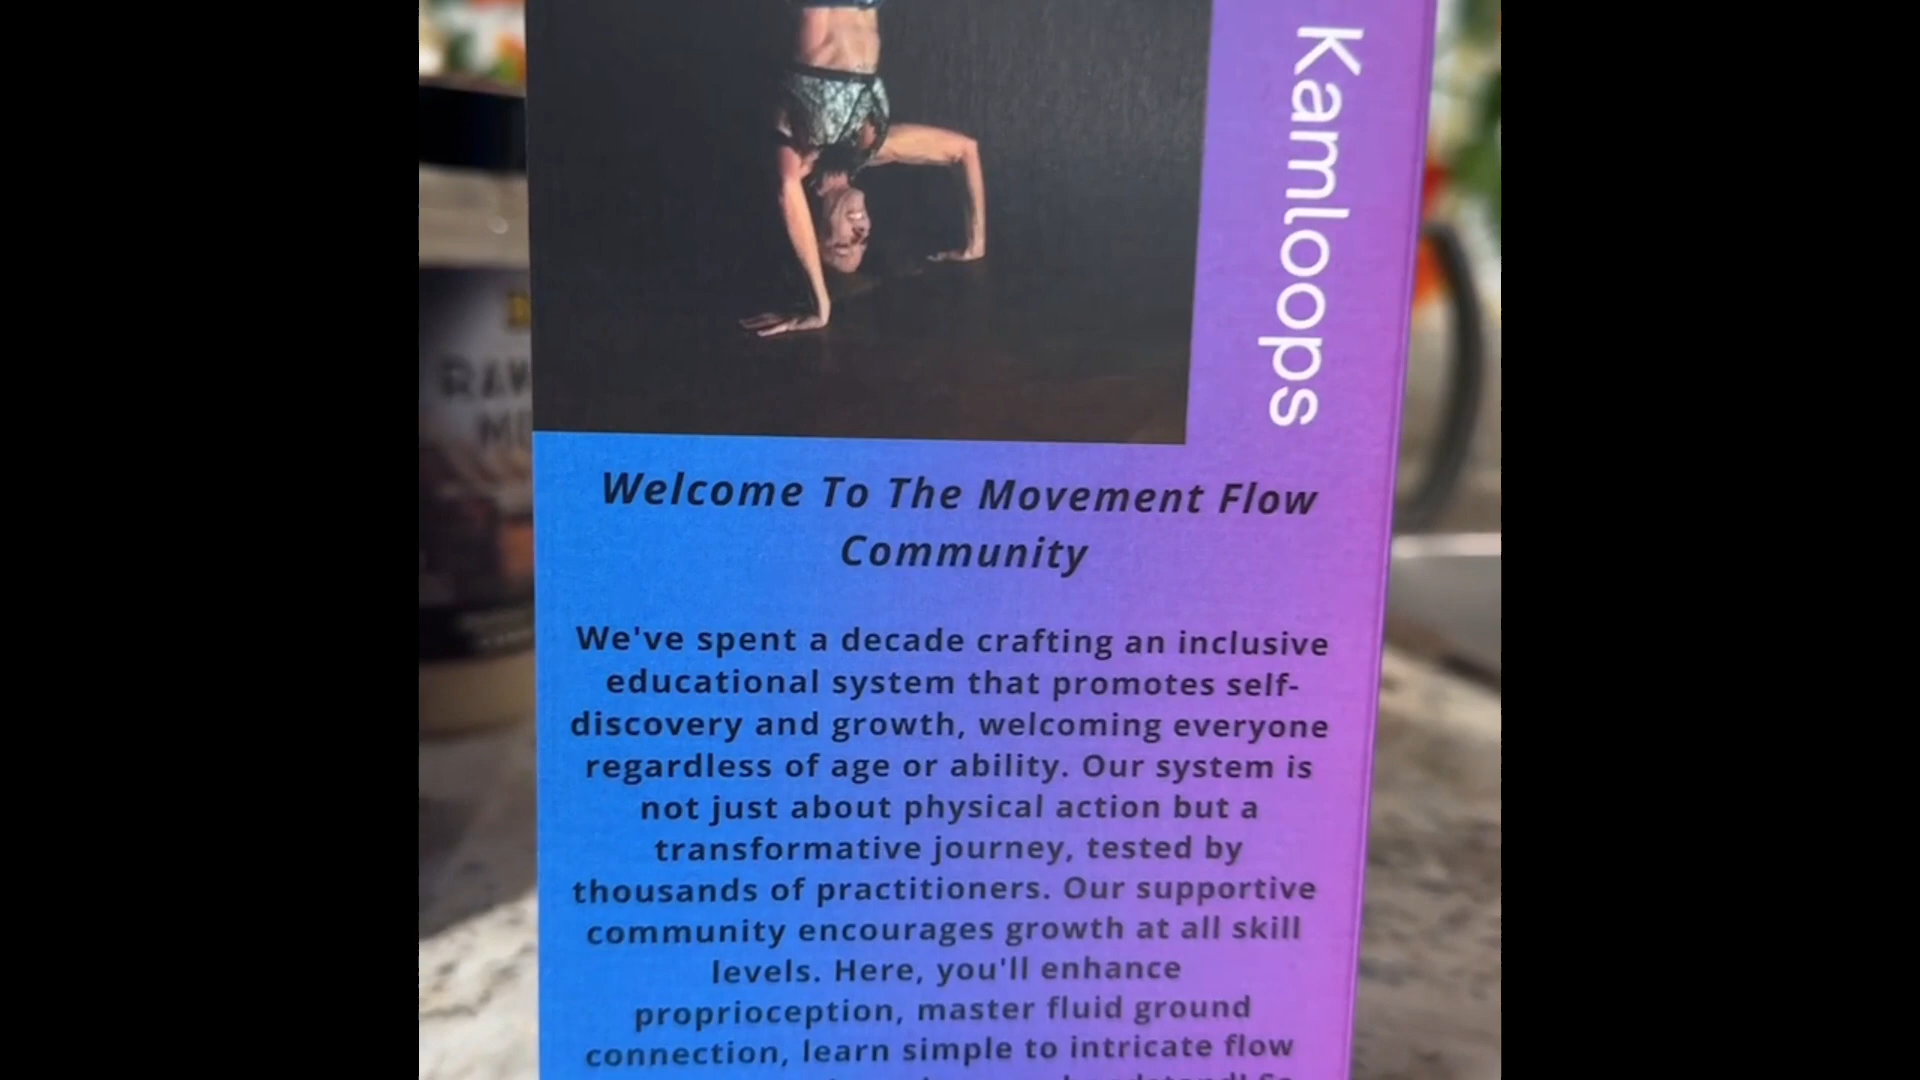 Kamloops
Welcome To The Movement Flow
Community
We've spent a decade crafting an inclusive
educational system that promotes self-
discovery and growth, welcoming everyone
regardless of age or ability. Our system is
not just about physical action but a
transformative journey, tested by
thousands of practitioners. Our supportive
community encourages growth at all skill
levels. Here, you'll enhance
proprioception, master fluid ground
connection, learn simple to intricate flow